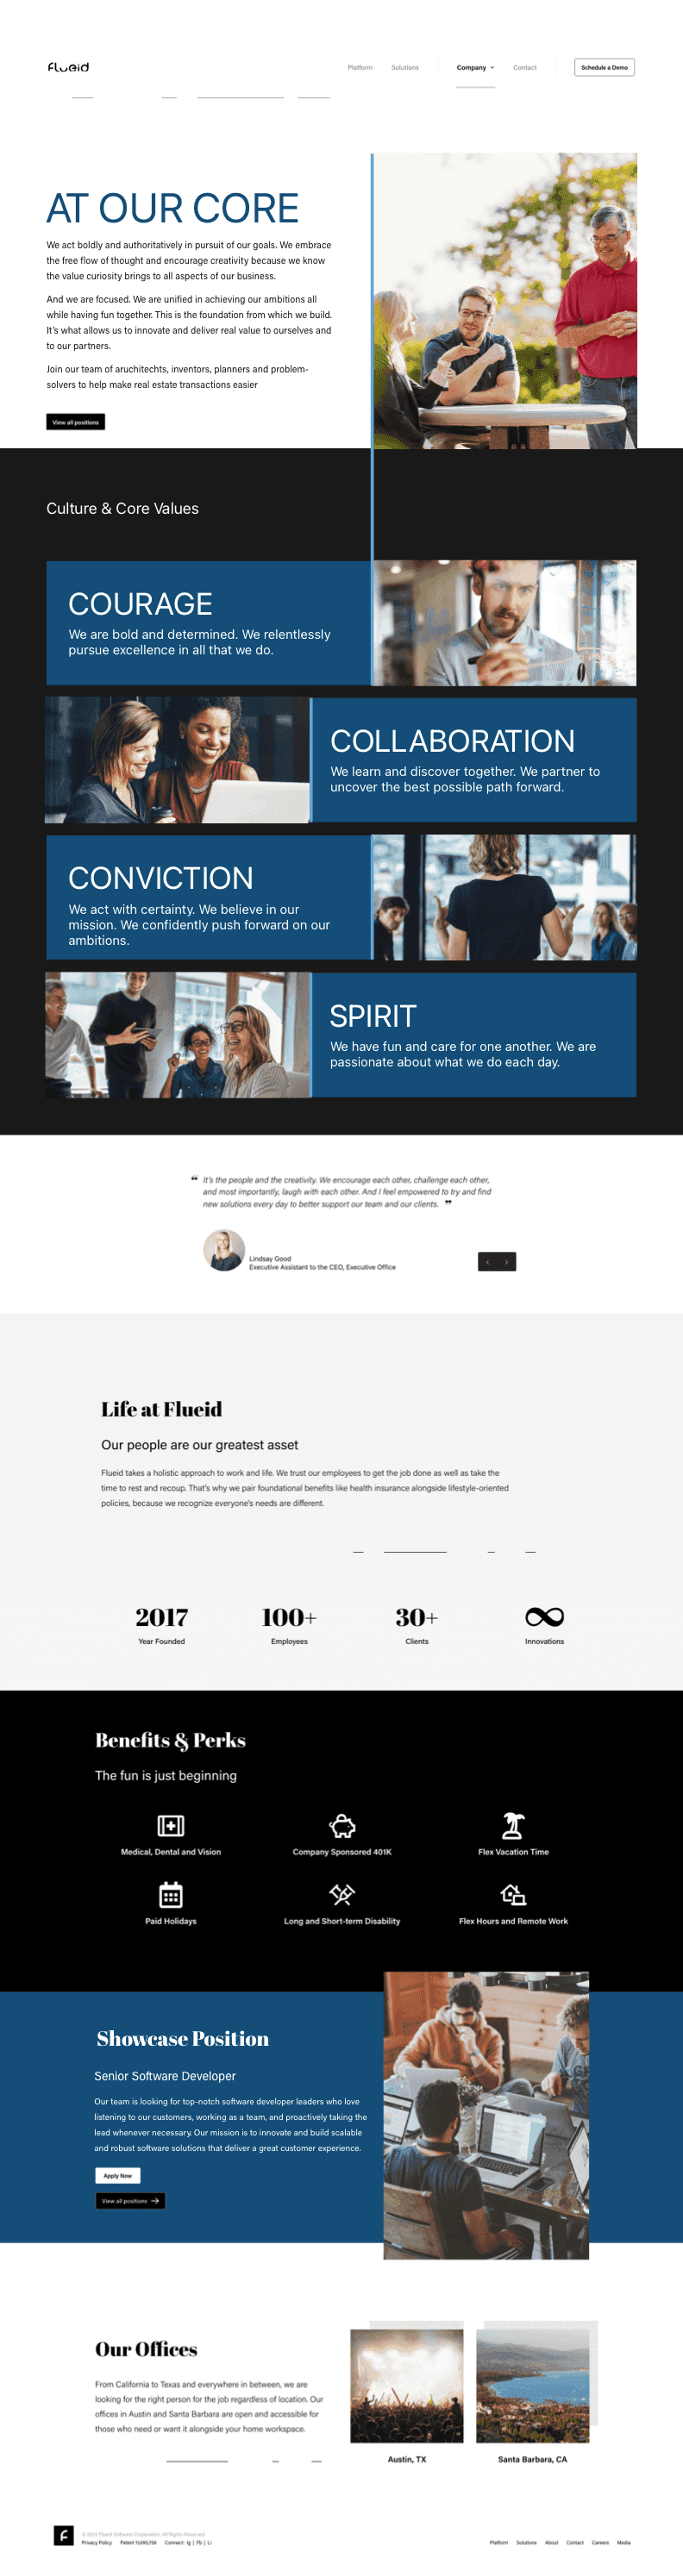 flueid
Platform Solutions Company Contact Schedule a Demo
AT OUR CORE
We act boldly and authoritatively in pursuit of our goals. We embrace
the free flow of thought and encourage creativity because we know
the value curiosity brings to all aspects of our business.
And we are focused. We are unified in achieving our ambitions all
while having fun together. This is the foundation from which we build.
It's what allows us to innovate and deliver real value to ourselves and
to our partners.
Join our team of aruchitechts, inventors, planners and problem-
solvers to help make real estate transactions easier
View all positions
Culture & Core Values
COURAGE
We are bold and determined. We relentlessly
pursue excellence in all that we do.
COLLABORATION
We learn and discover together. We partner to
uncover the best possible path forward.
CONVICTION
We act with certainty. We believe in our
mission. We confidently push forward on our
ambitions.
SPIRIT
We have fun and care for one another. We are
passionate about what we do each day.
“ It's the people and the creativity. We encourage each other, challenge each other,
and most importantly, laugh with each other. And I feel empowered to try and find
new solutions every day to better support our team and our clients. ”
Lindsay Good
Executive Assistant to the CEO, Executive Office
Life at Flueid
Our people are our greatest asset
Flueid takes a holistic approach to work and life. We trust our employees to get the job done as well as take the
time to rest and recoup. That's why we pair foundational benefits like health insurance alongside lifestyle-oriented
policies, because we recognize everyone's needs are different.
2017 100+ 30+ ∞
Year Founded Employees Clients Innovations
Benefits & Perks
The fun is just beginning
Medical, Dental and Vision Company Sponsored 401K Flex Vacation Time
Paid Holidays Long and Short-term Disability Flex Hours and Remote Work
Showcase Position
Senior Software Developer
Our team is looking for top-notch software developer leaders who love
listening to our customers, working as a team, and proactively taking the
lead whenever necessary. Our mission is to innovate and build scalable
and robust software solutions that deliver a great customer experience.
Apply Now
View all positions →
Our Offices
From California to Texas and everywhere in between, we are
looking for the right person for the job regardless of location. Our
offices in Austin and Santa Barbara are open and accessible for
those who need or want it alongside your home workspace.
Austin, TX Santa Barbara, CA
Flueid Software Corporation. All Rights Reserved.
Privacy Policy Patent Connect: Ig | Fb | Li
Platform Solutions About Contact Careers Media